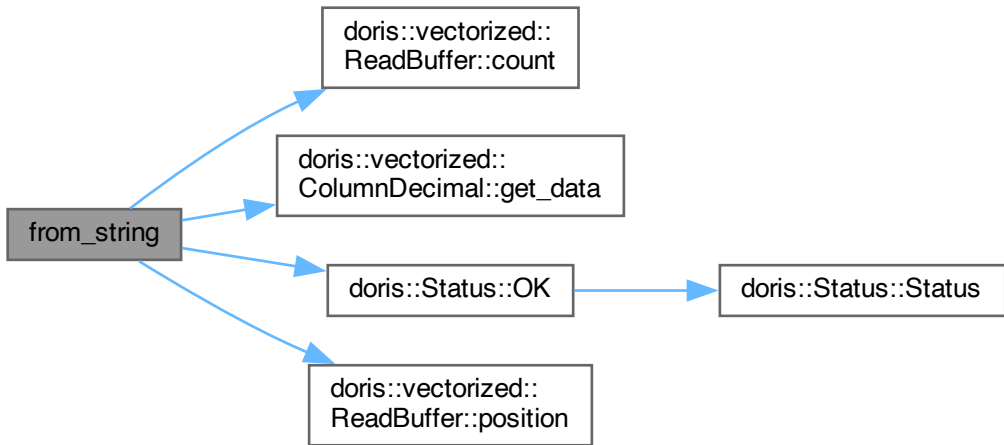 doris::vectorized::
ReadBuffer::count
doris::vectorized::
ColumnDecimal::get_data
from_string
doris::Status::OK
doris::Status::Status
doris::vectorized::
ReadBuffer::position